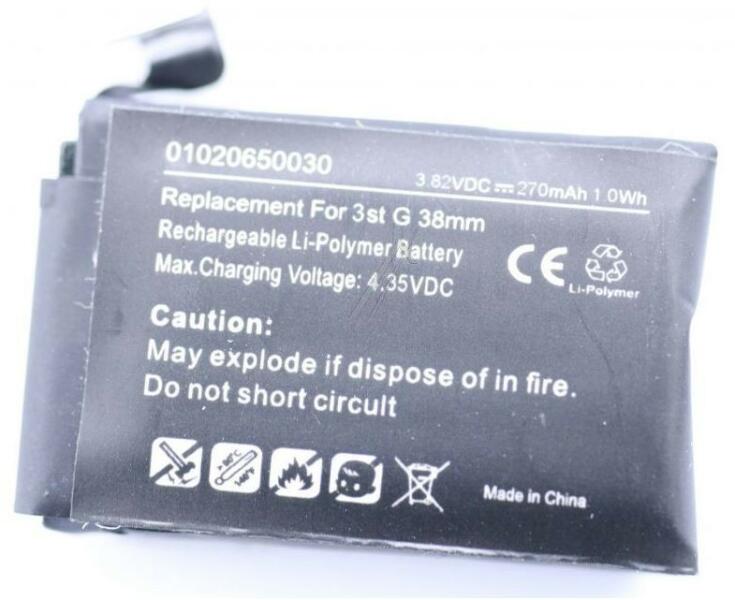 01020650030
3.82VDC⎓270mAh 1.0Wh
Replacement For 3st G 38mm
Rechargeable Li-Polymer Battery
Max.Charging Voltage: 4.35VDC
CE
Li-Polymer
Caution:
May explode if dispose of in fire.
Do not short circuit
Made in China